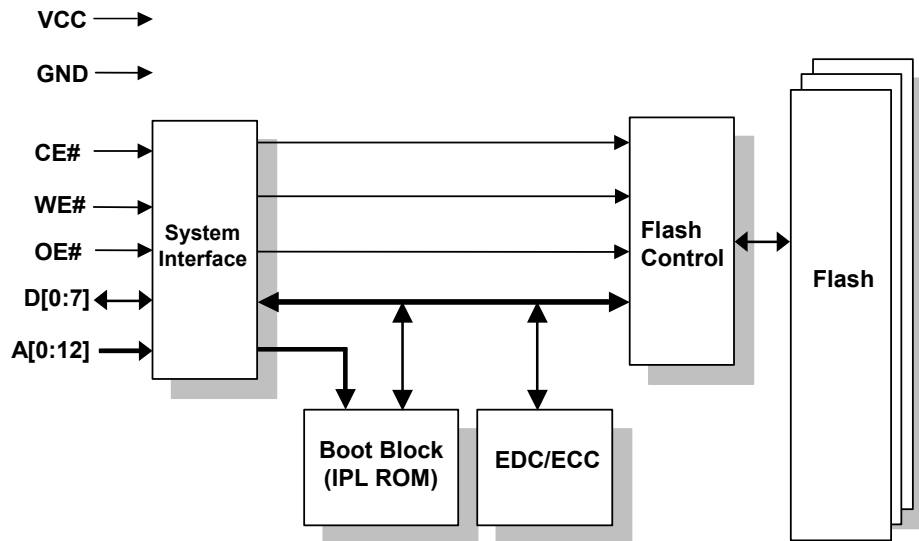 VCC
GND
CE#
WE#
OE#
D[0:7]
A[0:12]
System
Interface
Boot Block
(IPL ROM)
EDC/ECC
Flash
Control
Flash